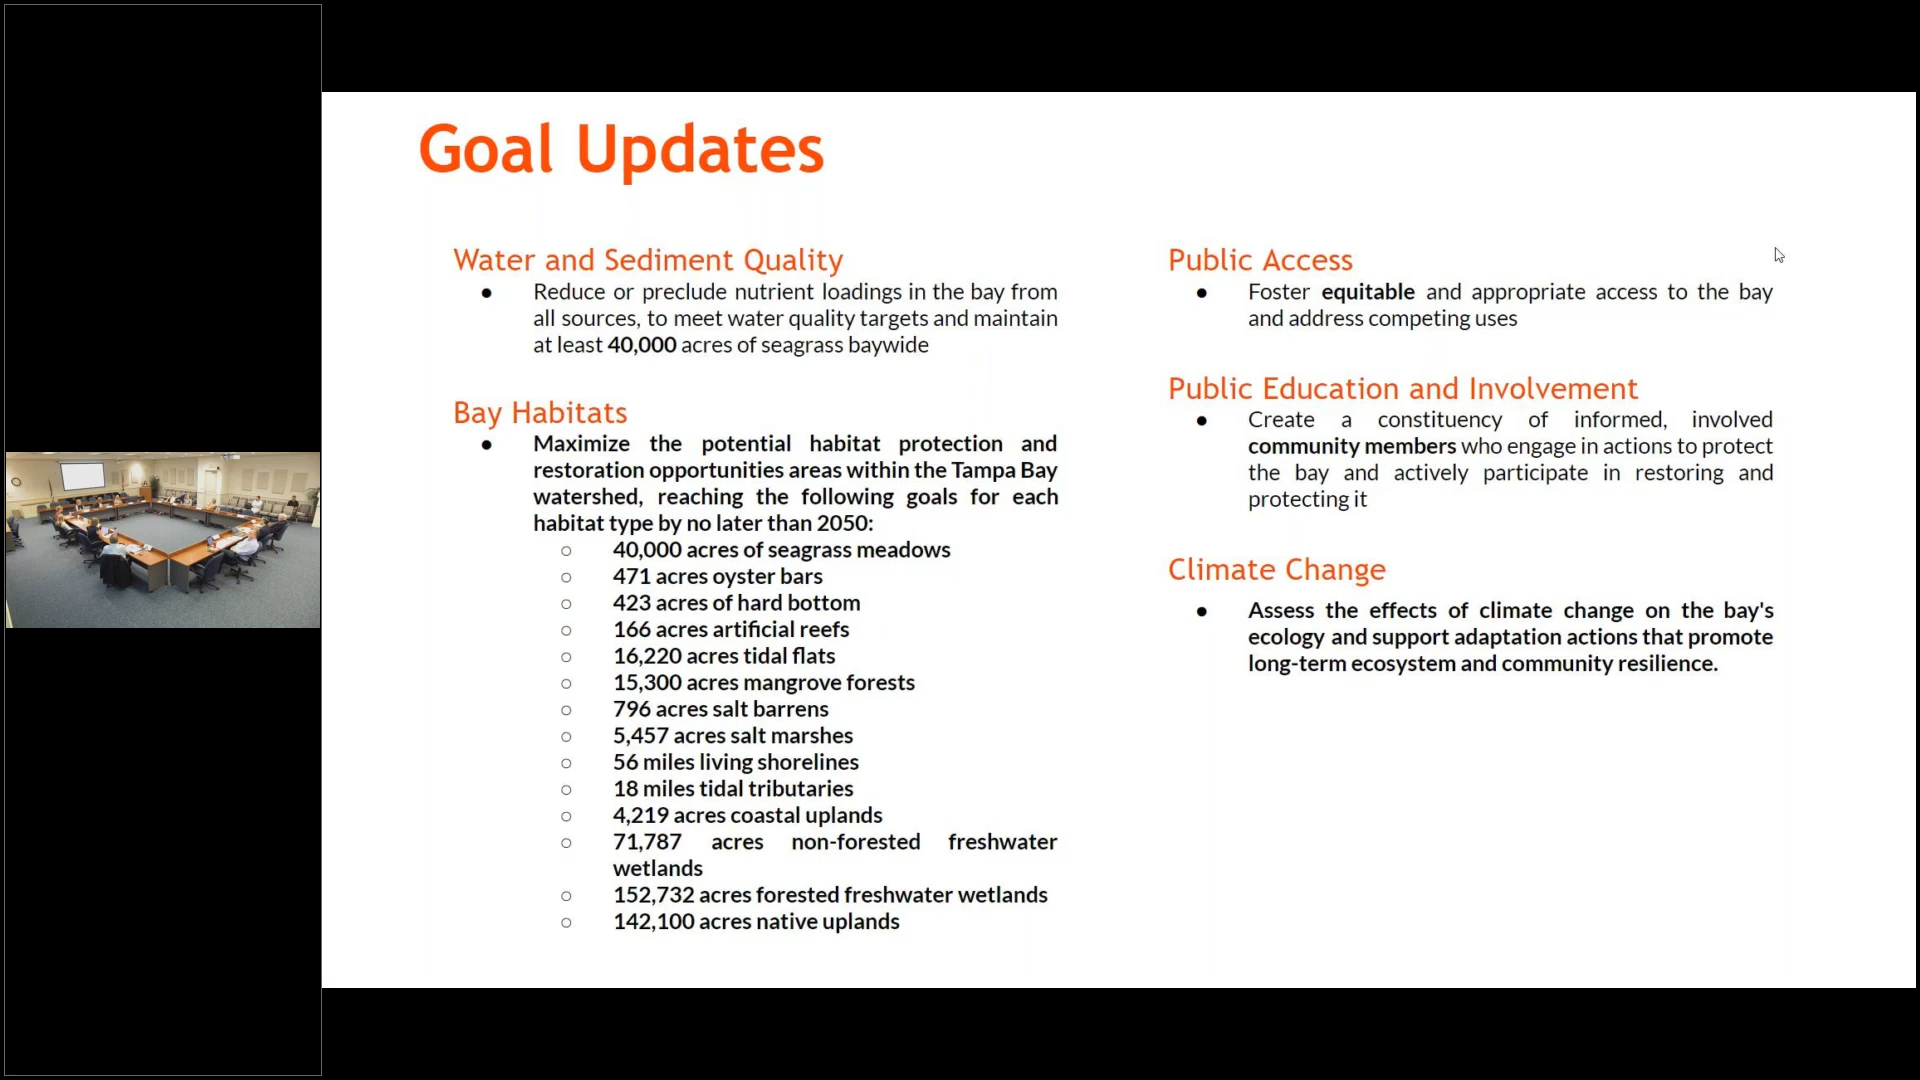 Goal Updates
Water and Sediment Quality
● Reduce or preclude nutrient loadings in the bay from
all sources, to meet water quality targets and maintain
at least 40,000 acres of seagrass baywide
Bay Habitats
● Maximize the potential habitat protection and
restoration opportunities areas within the Tampa Bay
watershed, reaching the following goals for each
habitat type by no later than 2050:
○ 40,000 acres of seagrass meadows
○ 471 acres oyster bars
○ 423 acres of hard bottom
○ 166 acres artificial reefs
○ 16,220 acres tidal flats
○ 15,300 acres mangrove forests
○ 796 acres salt barrens
○ 5,457 acres salt marshes
○ 56 miles living shorelines
○ 18 miles tidal tributaries
○ 4,219 acres coastal uplands
○ 71,787 acres non-forested freshwater
wetlands
○ 152,732 acres forested freshwater wetlands
○ 142,100 acres native uplands
Public Access
● Foster equitable and appropriate access to the bay
and address competing uses
Public Education and Involvement
● Create a constituency of informed, involved
community members who engage in actions to protect
the bay and actively participate in restoring and
protecting it
Climate Change
● Assess the effects of climate change on the bay's
ecology and support adaptation actions that promote
long-term ecosystem and community resilience.